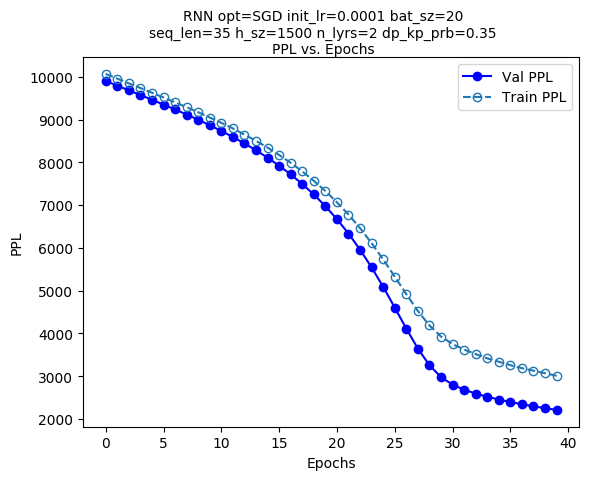 RNN opt=SGD init_lr=0.0001 bat_sz=20
seq_len=35 h_sz=1500 n_lyrs=2 dp_kp_prb=0.35
PPL vs. Epochs
Val PPL
Train PPL
PPL
10000
9000
8000
7000
6000
5000
4000
3000
2000
0 5 10 15 20 25 30 35 40
Epochs